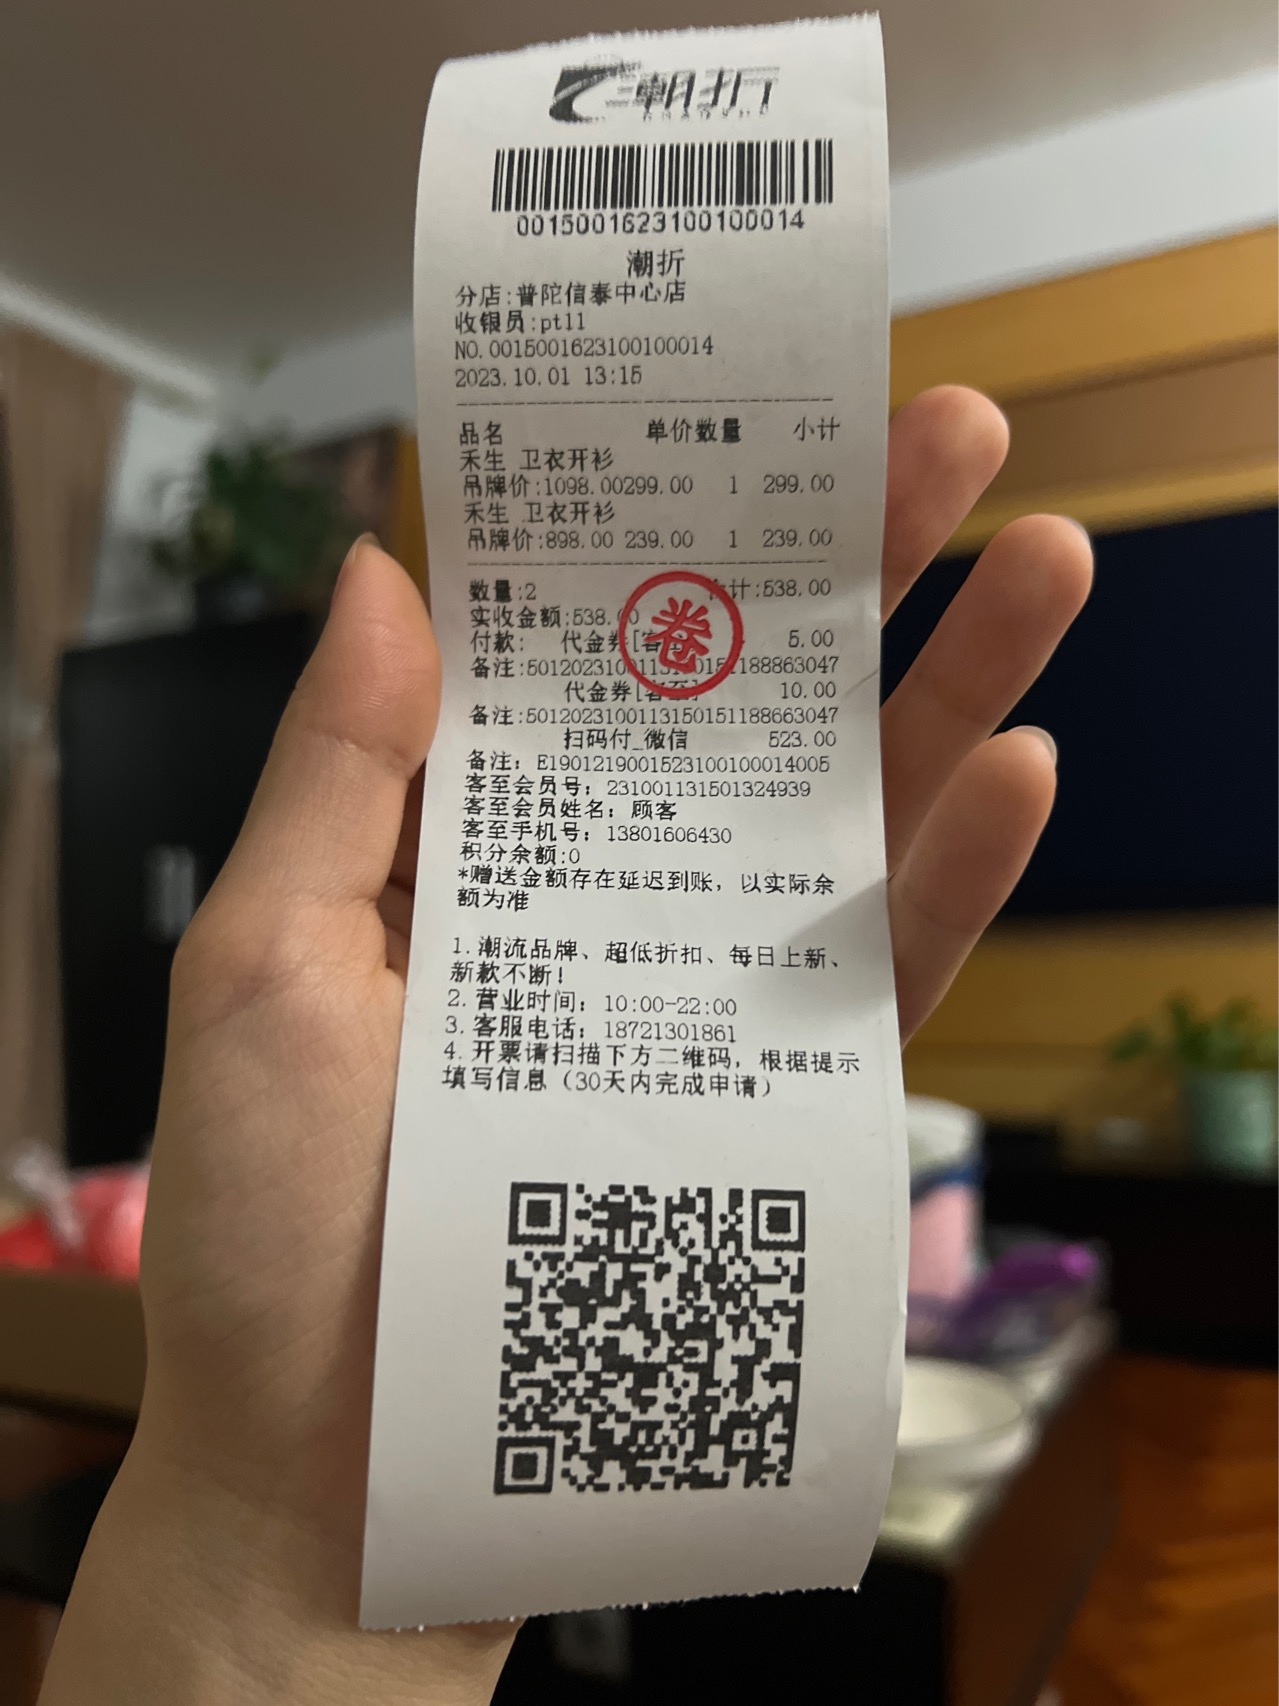 潮折
0015001623100100014
潮折
分店:普陀信泰中心店
收银员:pt11
NO.0015001623100100014
2023.10.01 13:15
品名 单价数量 小计
禾生 卫衣开衫
吊牌价:1098.00299.00 1 299.00
禾生 卫衣开衫
吊牌价:898.00 239.00 1 239.00
数量:2 计:538.00
实收金额:538.00
卷
付款: 代金券[客 5.00
备注: 188863047
代金券[客至] 10.00
备注:5012023100113150151188663047
扫码付_微信 523.00
备注: E1901219001523100100014005
客至会员号: 231001131501324939
客至会员姓名: 顾客
客至手机号: 13801606430
积分余额:0
*赠送金额存在延迟到账, 以实际余
额为准
1.潮流品牌、超低折扣、每日上新、
新款不断!
2.营业时间: 10:00-22:00
3.客服电话: 18721301861
4.开票请扫描下方二维码, 根据提示
填写信息 (30天内完成申请)